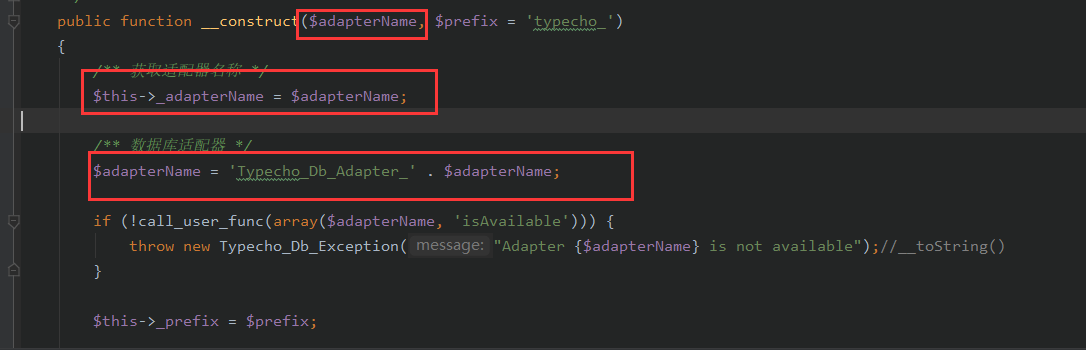 public function __construct($adapterName, $prefix = 'typecho_')
{
/** 获取适配器名称 */
$this->_adapterName = $adapterName;
/** 数据库适配器 */
$adapterName = 'Typecho_Db_Adapter_' . $adapterName;
if (!call_user_func(array($adapterName, 'isAvailable'))) {
throw new Typecho_Db_Exception( message: "Adapter {$adapterName} is not available");//__toString()
}
$this->_prefix = $prefix;